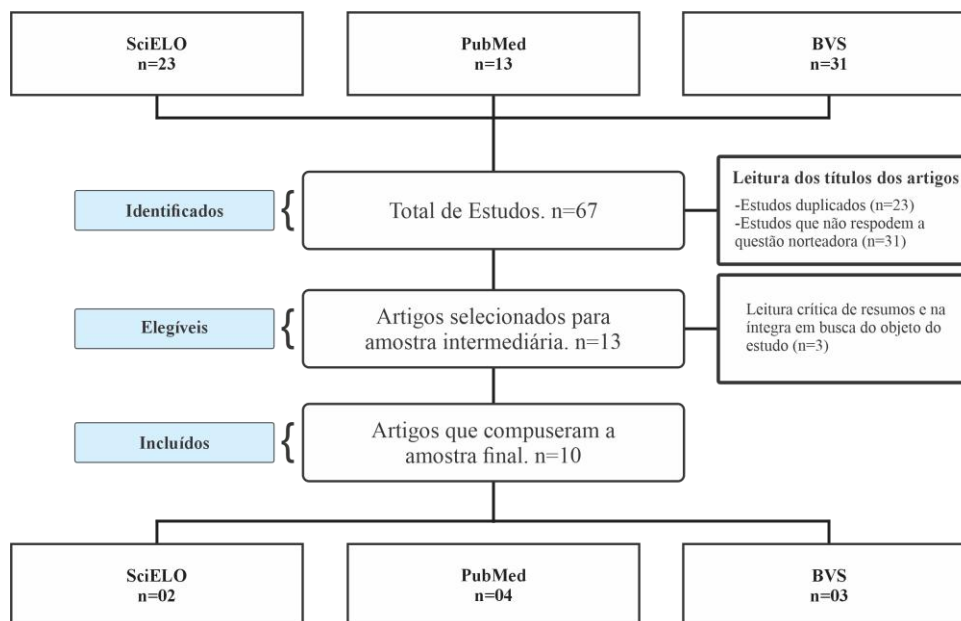 SciELO
n=23
PubMed
n=13
BVS
n=31
Identificados
Total de Estudos. n=67
Leitura dos títulos dos artigos
-Estudos duplicados (n=23)
-Estudos que não respodem a
questão norteadora (n=31)
Elegíveis
Artigos selecionados para
amostra intermediária. n=13
Leitura crítica de resumos e na
íntegra em busca do objeto do
estudo (n=3)
Incluídos
Artigos que compuseram a
amostra final. n=10
SciELO
n=02
PubMed
n=04
BVS
n=03